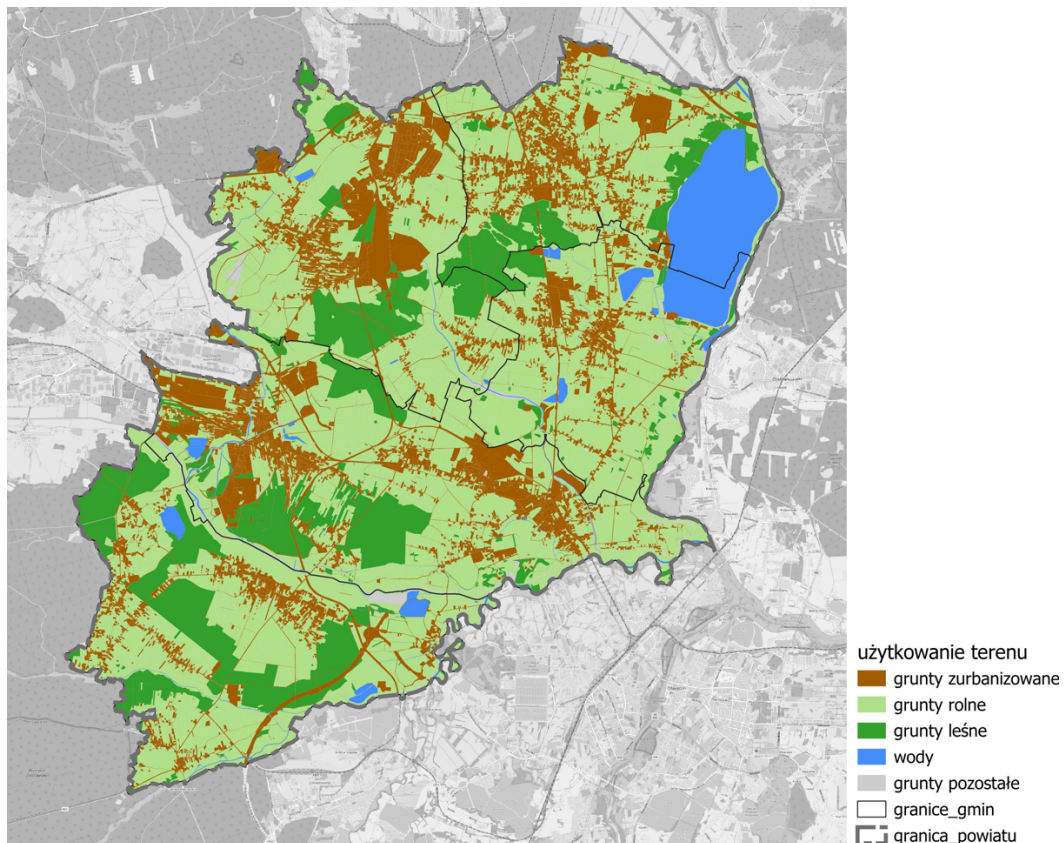 użytkowanie terenu
grunty zurbanizowane
grunty rolne
grunty leśne
wody
grunty pozostałe
granice_gmin
granica_powiatu